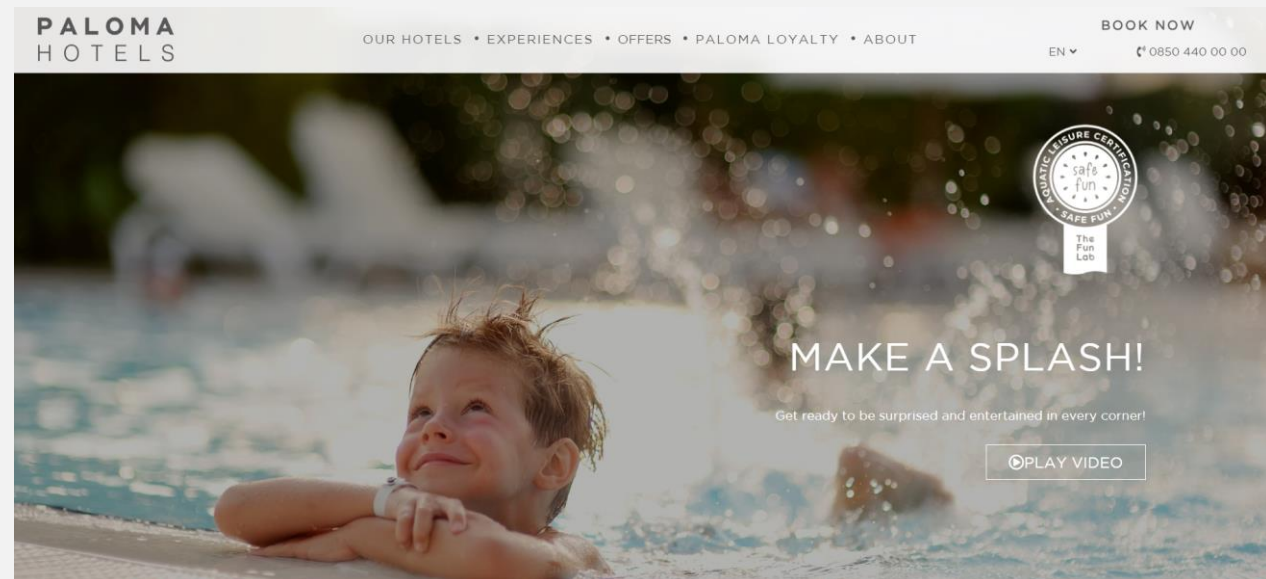 PALOMA
HOTELS
OUR HOTELS • EXPERIENCES • OFFERS • PALOMA LOYALTY • ABOUT
BOOK NOW
EN
0850 440 00 00
AQUATIC LEISURE CERTIFICATION
safe
fun
• SAFE FUN •
The
Fun
Lab
MAKE A SPLASH!
Get ready to be surprised and entertained in every corner!
PLAY VIDEO